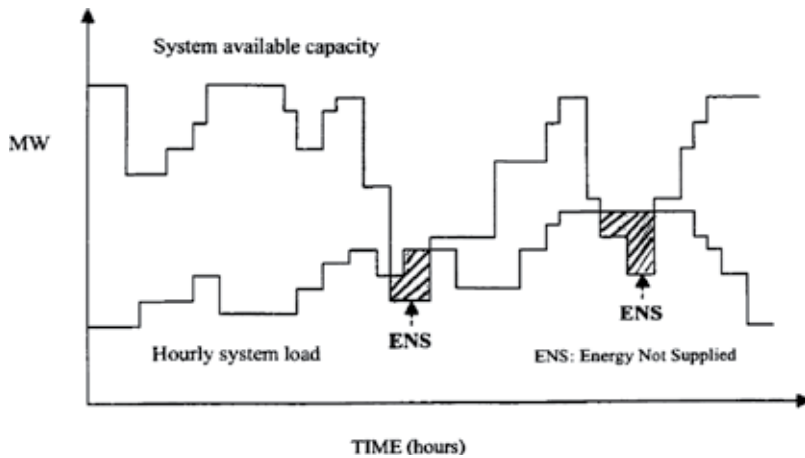 System available capacity
MW
ENS
ENS
Hourly system load
ENS: Energy Not Supplied
TIME (hours)